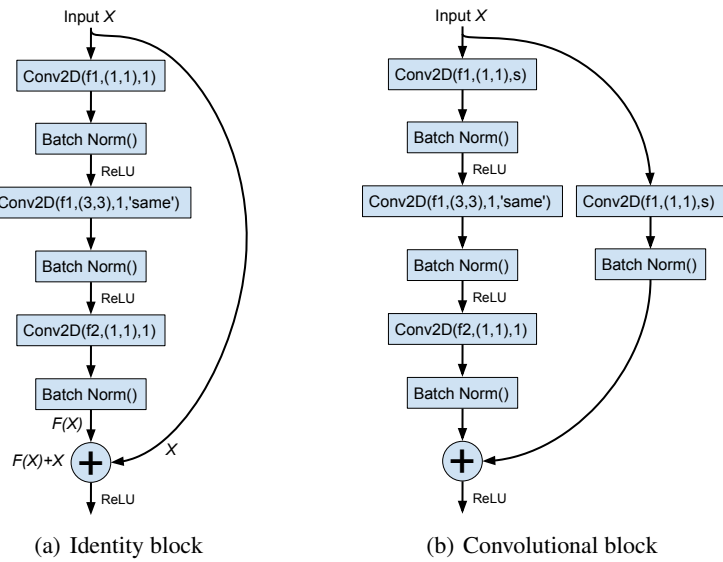 Input X
Conv2D(f1,(1,1),1)
Batch Norm()
ReLU
Conv2D(f1,(3,3),1,'same')
Batch Norm()
ReLU
Conv2D(f2,(1,1),1)
Batch Norm()
F(X)
X
F(X)+X
ReLU
(a) Identity block
Input X
Conv2D(f1,(1,1),s)
Batch Norm()
ReLU
Conv2D(f1,(3,3),1,'same')
Batch Norm()
ReLU
Conv2D(f2,(1,1),1)
Batch Norm()
Conv2D(f1,(1,1),s)
Batch Norm()
ReLU
(b) Convolutional block